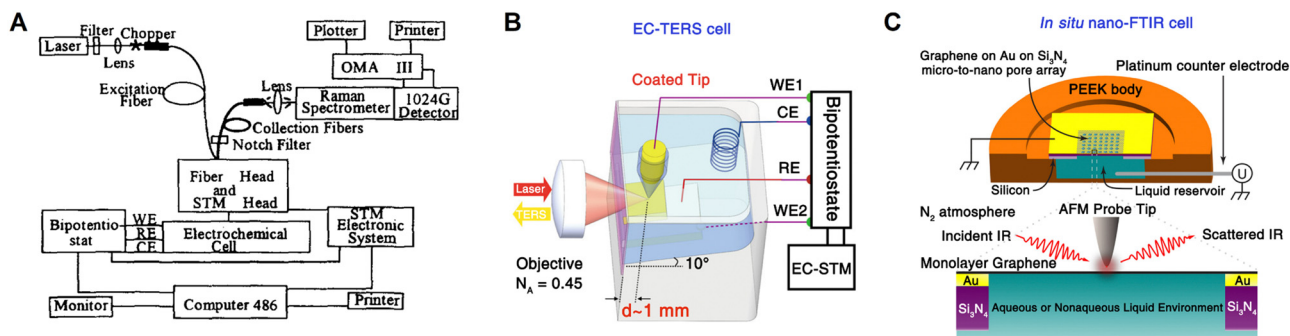 A
Laser
Filter
Chopper
Lens
Excitation
Fiber
Plotter
Printer
OMA III
Lens
Raman
Spectrometer
1024G
Detector
Collection Fibers
Notch Filter
Fiber Head
and
STM Head
Bipotentio
stat
WE
RE
CE
Electrochemical
Cell
STM
Electronic
System
Monitor
Computer 486
Printer
B
EC-TERS cell
Coated Tip
WE1
CE
RE
WE2
Bipotentiostate
EC-STM
Laser
TERS
Objective
NA = 0.45
10°
d~1 mm
C
In situ nano-FTIR cell
Graphene on Au on Si3N4
micro-to-nano pore array
Platinum counter electrode
PEEK body
U
Silicon
Liquid reservoir
N2 atmosphere
AFM Probe Tip
Incident IR
Scattered IR
Monolayer Graphene
Au
Au
Si3N4
Aqueous or Nonaqueous Liquid Environment
Si3N4